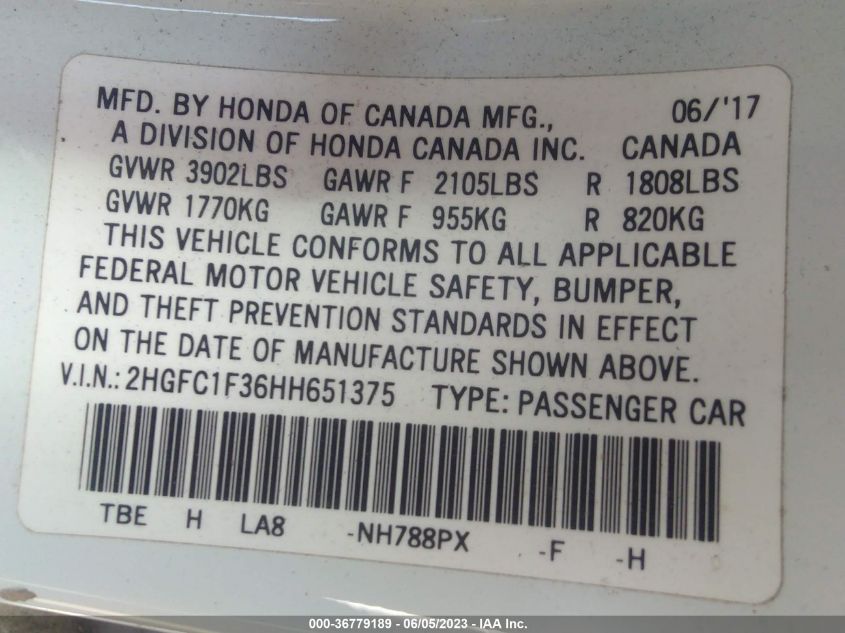 MFD. BY HONDA OF CANADA MFG., 06/'17
A DIVISION OF HONDA CANADA INC. CANADA
GVWR 3902LBS GAWR F 2105LBS R 1808LBS
GVWR 1770KG GAWR F 955KG R 820KG
THIS VEHICLE CONFORMS TO ALL APPLICABLE
FEDERAL MOTOR VEHICLE SAFETY, BUMPER,
AND THEFT PREVENTION STANDARDS IN EFFECT
ON THE DATE OF MANUFACTURE SHOWN ABOVE.
V.I.N.: 2HGFC1F36HH651375 TYPE: PASSENGER CAR
TBE H LA8 -NH788PX -F -H
000-36779189 - 06/05/2023 - IAA Inc.